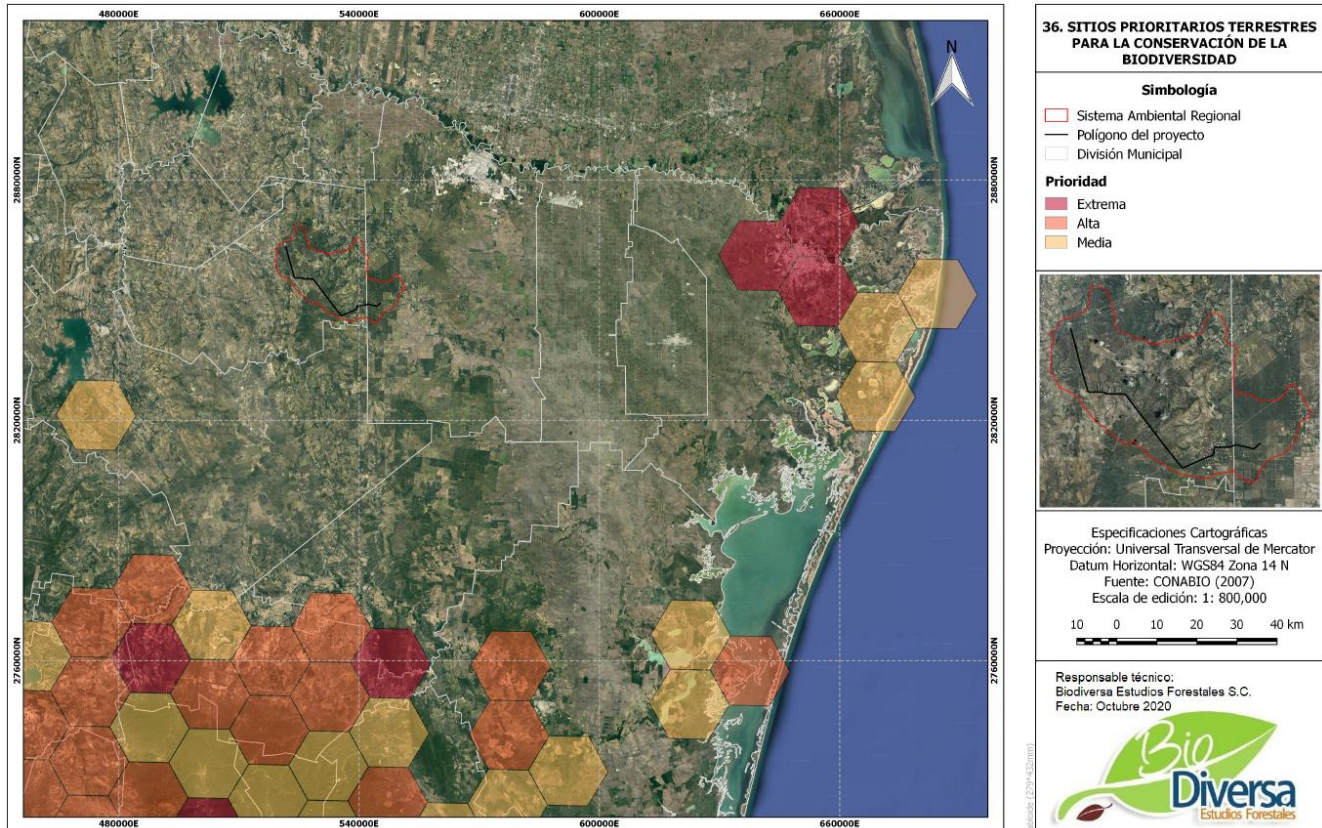 480000E
540000E
600000E
660000E
2880000N
2820000N
2760000N
2880000N
2820000N
2760000N
480000E
540000E
600000E
660000E
N
36. SITIOS PRIORITARIOS TERRESTRES
PARA LA CONSERVACIÓN DE LA
BIODIVERSIDAD
Simbología
Sistema Ambiental Regional
Polígono del proyecto
División Municipal
Prioridad
Extrema
Alta
Media
Especificaciones Cartográficas
Proyección: Universal Transversal de Mercator
Datum Horizontal: WGS84 Zona 14 N
Fuente: CONABIO (2007)
Escala de edición: 1: 800,000
10 0 10 20 30 40 km
Responsable técnico:
Biodiversa Estudios Forestales S.C.
Fecha: Octubre 2020
Bio
Diversa
Estudios Forestales
(279*432mm)